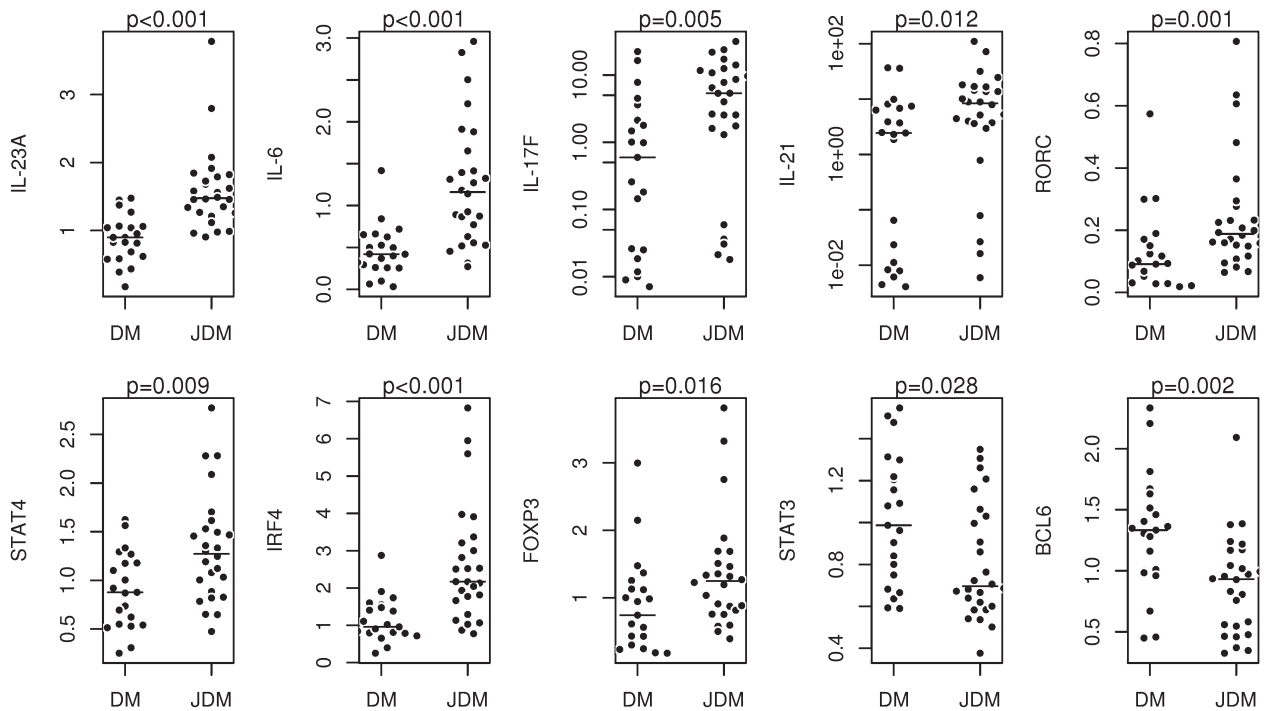 p<0.001
p<0.001
p=0.005
p=0.012
p=0.001
IL-23A
1
2
3
DM
JDM
IL-6
0.0
1.0
2.0
3.0
DM
JDM
IL-17F
0.01
0.10
1.00
10.00
DM
JDM
IL-21
1e-02
1e+00
1e+02
DM
JDM
RORC
0.0
0.2
0.4
0.6
0.8
DM
JDM
p=0.009
p<0.001
p=0.016
p=0.028
p=0.002
STAT4
0.5
1.0
1.5
2.0
2.5
DM
JDM
IRF4
0
1
2
3
4
5
6
7
DM
JDM
FOXP3
1
2
3
DM
JDM
STAT3
0.4
0.8
1.2
DM
JDM
BCL6
0.5
1.0
1.5
2.0
DM
JDM